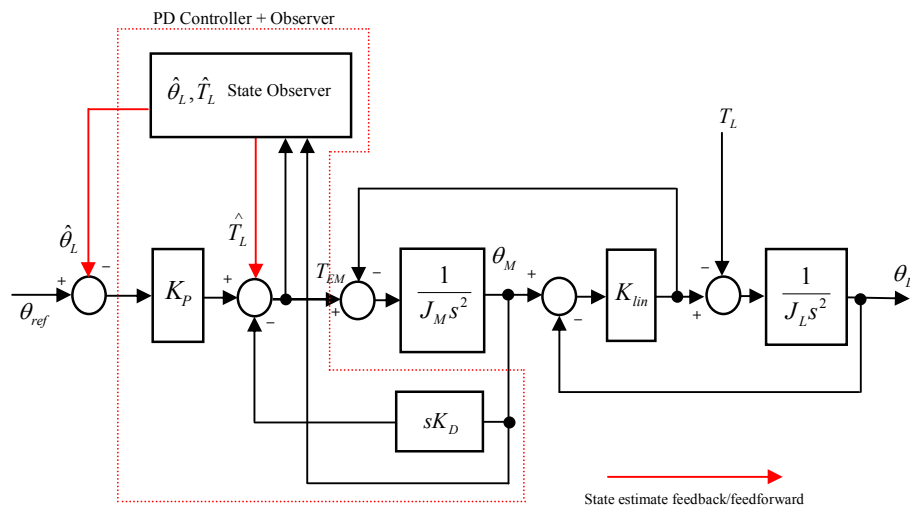 PD Controller + Observer
θ̂_L, T̂_L State Observer
T_L
θ̂_L
−
T̂_L
−
θ_M
θ_L
+
K_P
+
T_EM
1
J_M s²
+
K_lin
−
1
J_L s²
θ_ref
−
+
−
+
sK_D
State estimate feedback/feedforward